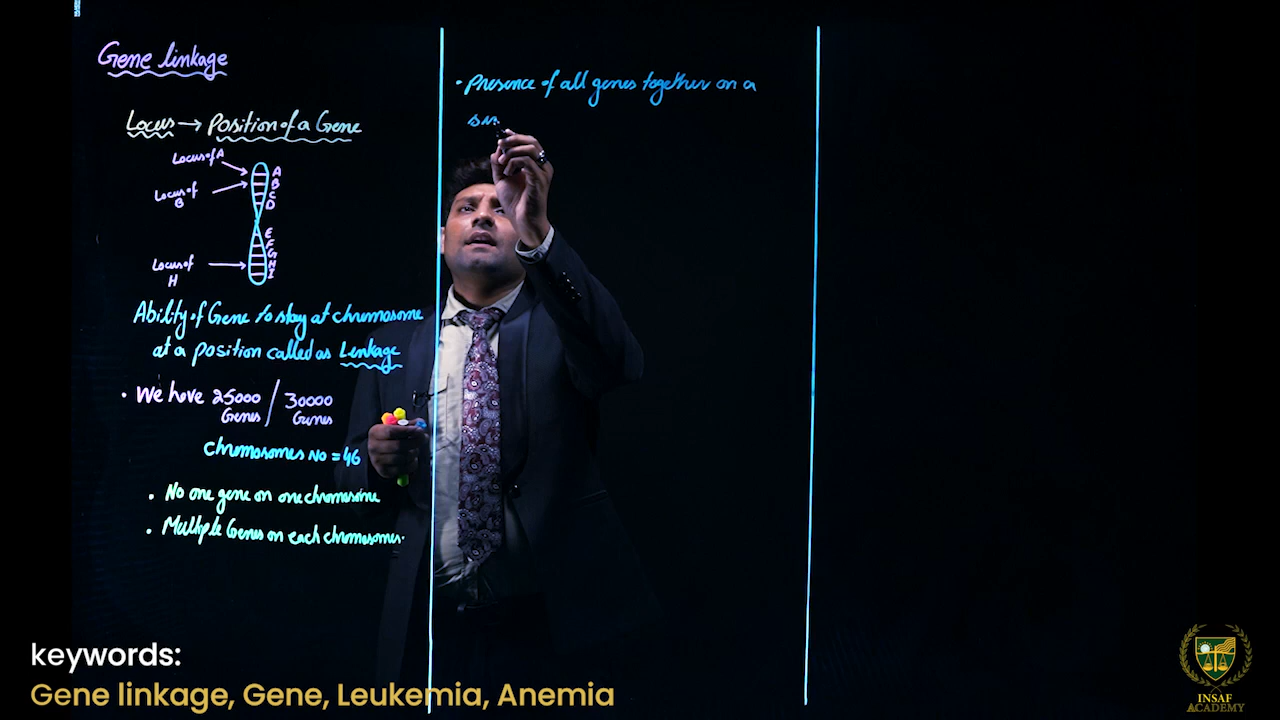 Gene linkage
Locus → Position of a Gene
Locus of A
Locus of B
A
B
C
D
E
F
G
H
I
Locus of H
Ability of Gene to stay at chromosome
at a position called as Linkage
• We have 25000 Genes / 30000 Genes
Chromosomes No = 46
• No one gene on one chromosome
• Multiple Genes on each chromosomes.
• Presence of all genes together on a
sin
keywords:
Gene linkage, Gene, Leukemia, Anemia
INSAF
ACADEMY